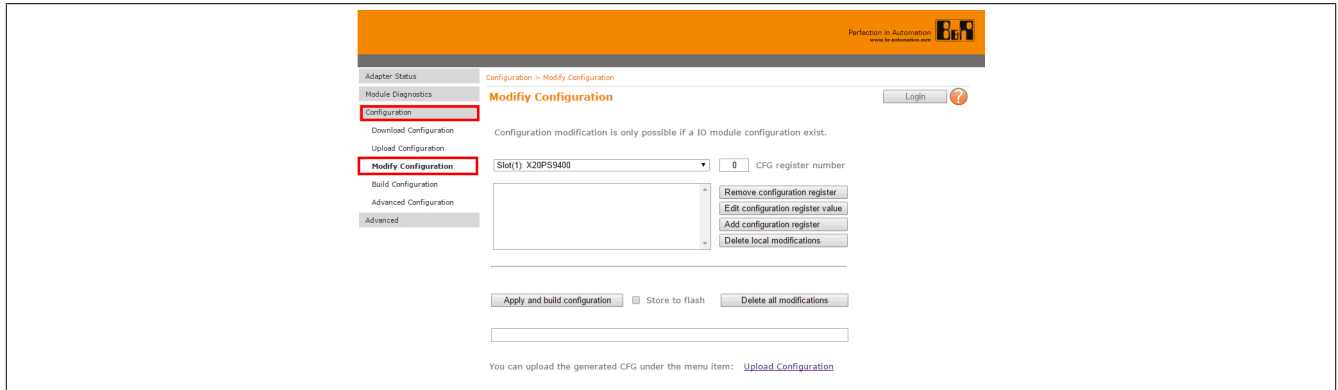 Perfection in Automation
www.br-automation.com
B&R
Adapter Status
Module Diagnostics
Configuration
Download Configuration
Upload Configuration
Modify Configuration
Build Configuration
Advanced Configuration
Advanced
Configuration > Modify Configuration
Modifiy Configuration
Login
?
Configuration modification is only possible if a IO module configuration exist.
Slot(1): X20PS9400
0 CFG register number
Remove configuration register
Edit configuration register value
Add configuration register
Delete local modifications
Apply and build configuration Store to flash Delete all modifications
You can upload the generated CFG under the menu item: Upload Configuration